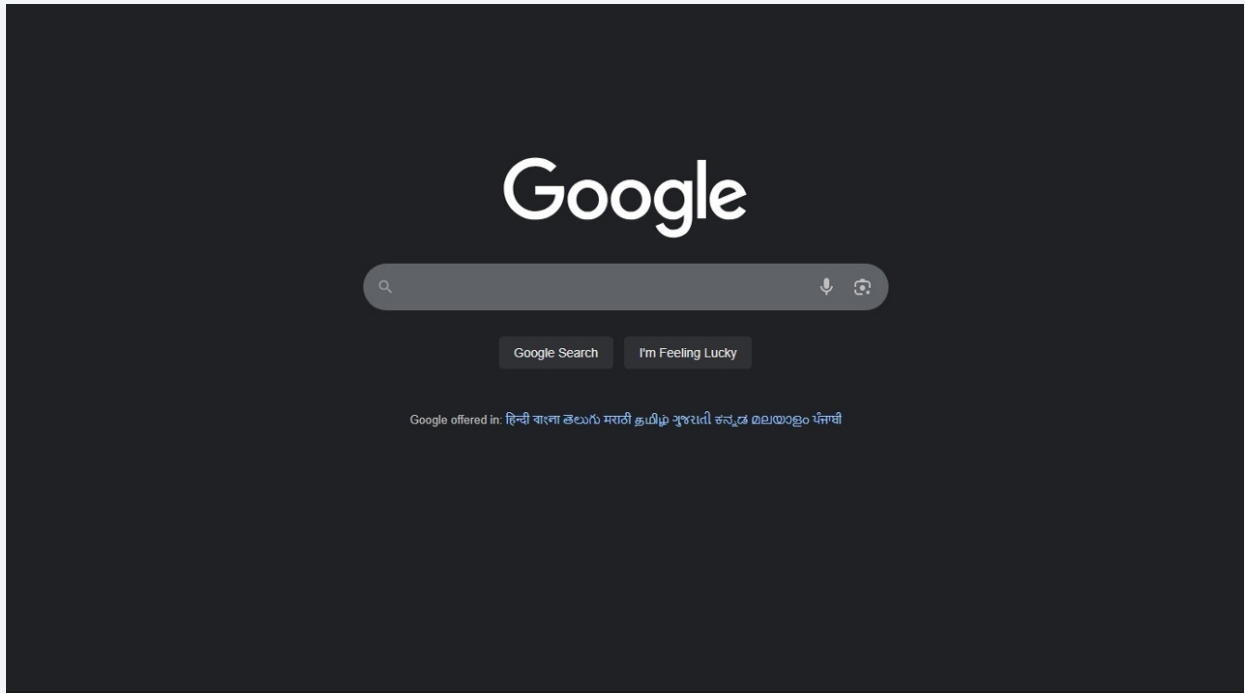 Google
Google Search I'm Feeling Lucky
Google offered in: हिन्दी বাংলা తెలుగు मराठी தமிழ் ગુજરાતી ಕನ್ನಡ മലയാളം ਪੰਜਾਬੀ